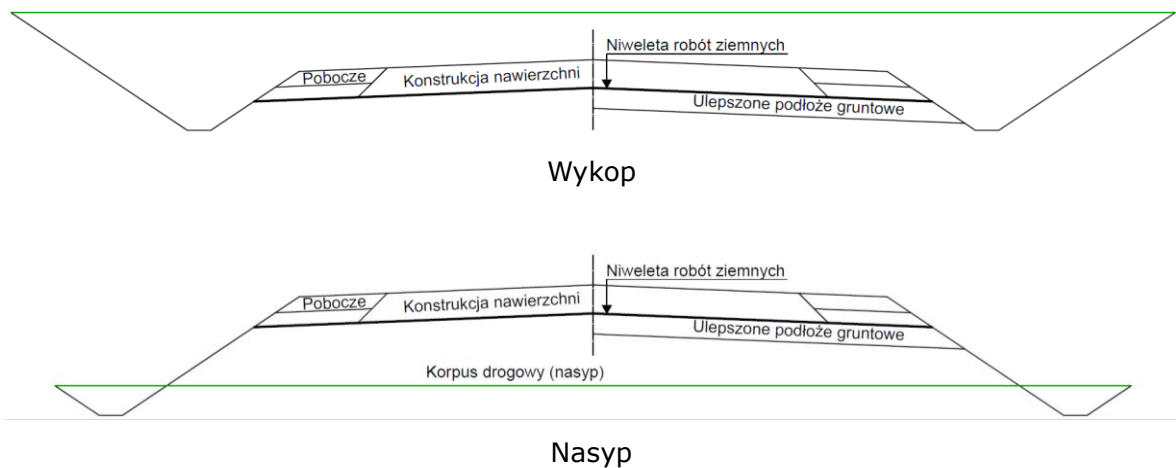 Niweleta robót ziemnych
Pobocze
Konstrukcja nawierzchni
Ulepszone podłoże gruntowe
Wykop
Niweleta robót ziemnych
Pobocze
Konstrukcja nawierzchni
Ulepszone podłoże gruntowe
Korpus drogowy (nasyp)
Nasyp